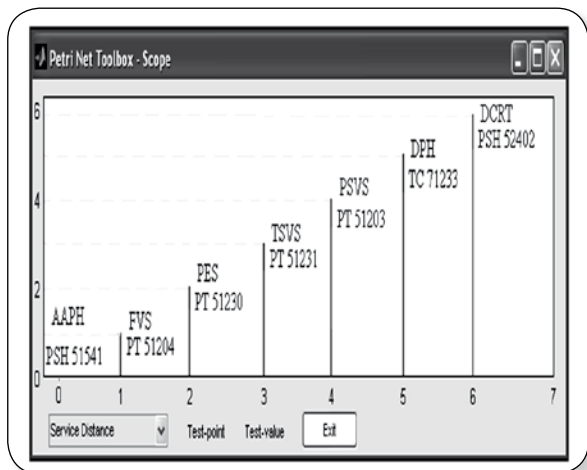 Petri Net Toolbox - Scope
6
DCRT
PSH 52402
DPH
TC 71233
PSVS
PT 51203
4
TSVS
PT 51231
PES
PT 51230
2
AAPH
PSH 51541
FVS
PT 51204
0
0 1 2 3 4 5 6 7
Service Distance Test-point Test-value Exit